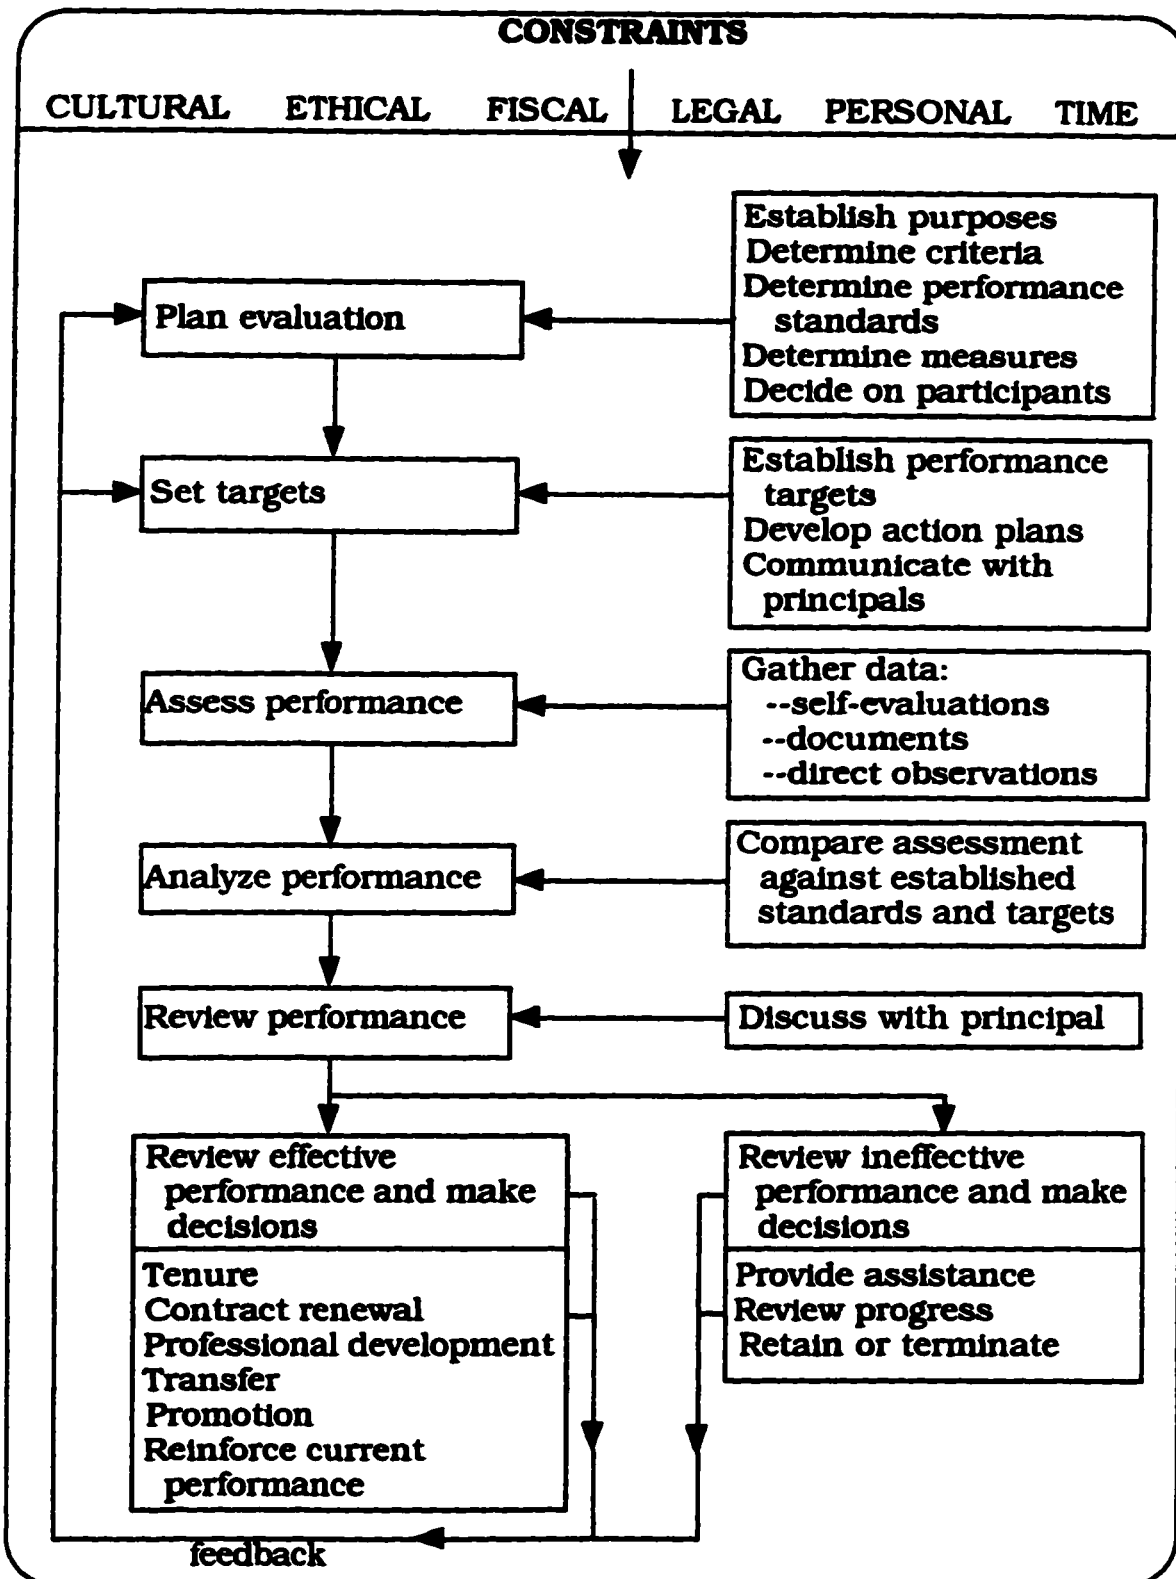 CONSTRAINTS
CULTURAL ETHICAL FISCAL LEGAL PERSONAL TIME
Plan evaluation
Establish purposes
Determine criteria
Determine performance
standards
Determine measures
Decide on participants
Set targets
Establish performance
targets
Develop action plans
Communicate with
principals
Assess performance
Gather data:
--self-evaluations
--documents
--direct observations
Analyze performance
Compare assessment
against established
standards and targets
Review performance
Discuss with principal
Review effective
performance and make
decisions
Tenure
Contract renewal
Professional development
Transfer
Promotion
Reinforce current
performance
Review ineffective
performance and make
decisions
Provide assistance
Review progress
Retain or terminate
feedback